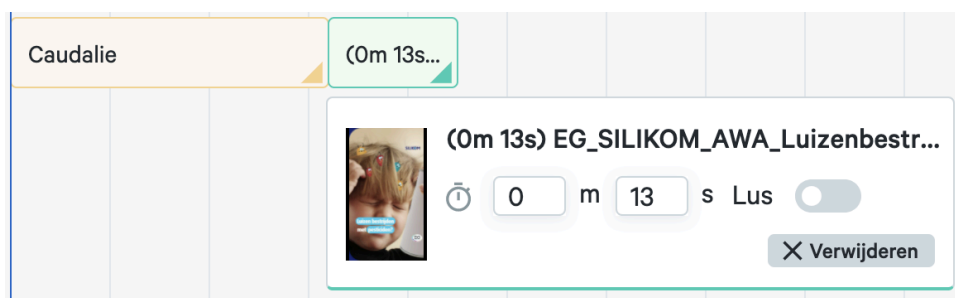 Caudalie
(0m 13s...
(0m 13s) EG_SILIKOM_AWA_Luizenbestr...
0 m 13 s Lus
Verwijderen